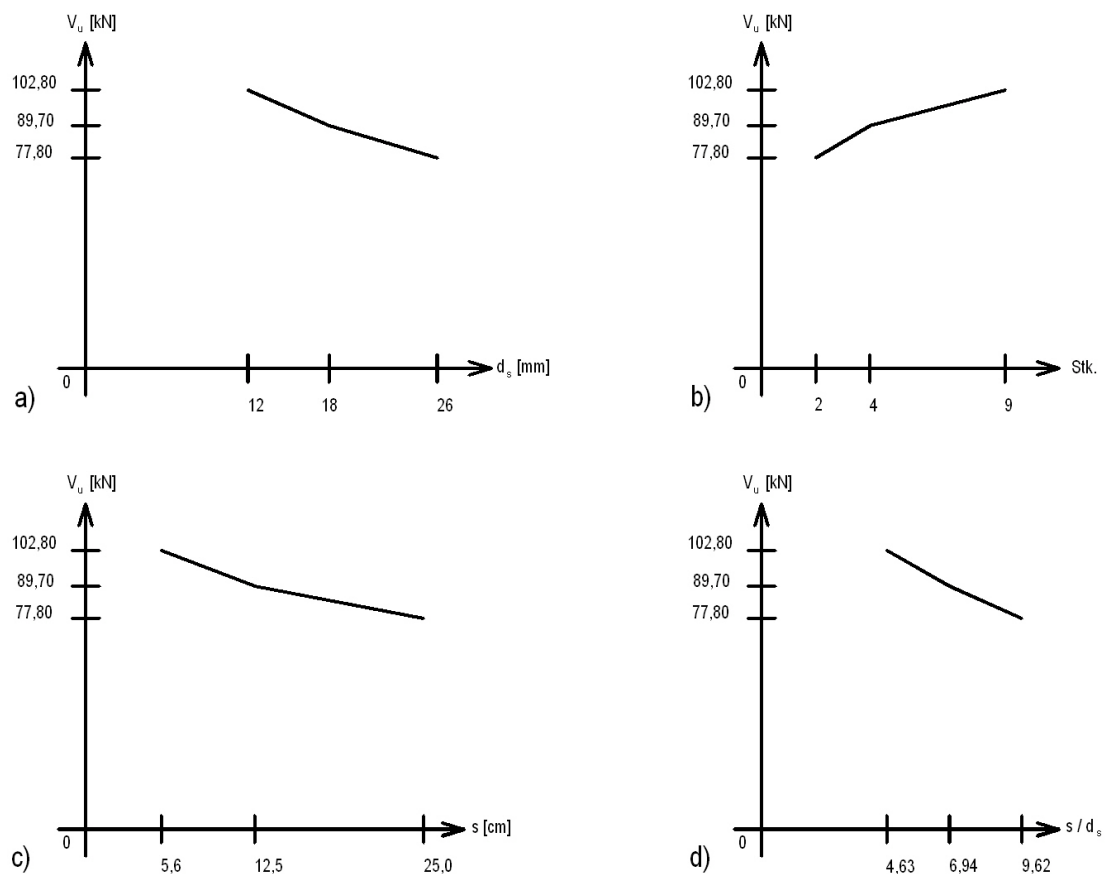 V_u [kN]
102,80
89,70
77,80
0
12 18 26
d_s [mm]
a)
V_u [kN]
102,80
89,70
77,80
0
2 4 9
Stk.
b)
V_u [kN]
102,80
89,70
77,80
0
5,6 12,5 25,0
s [cm]
c)
V_u [kN]
102,80
89,70
77,80
0
4,63 6,94 9,62
s / d_s
d)